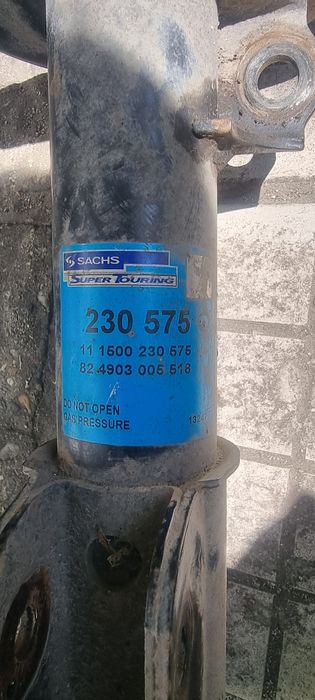 SACHS
SUPER TOURING
230 575
11 1500 230 575
82 4903 005 518
DO NOT OPEN
GAS PRESSURE